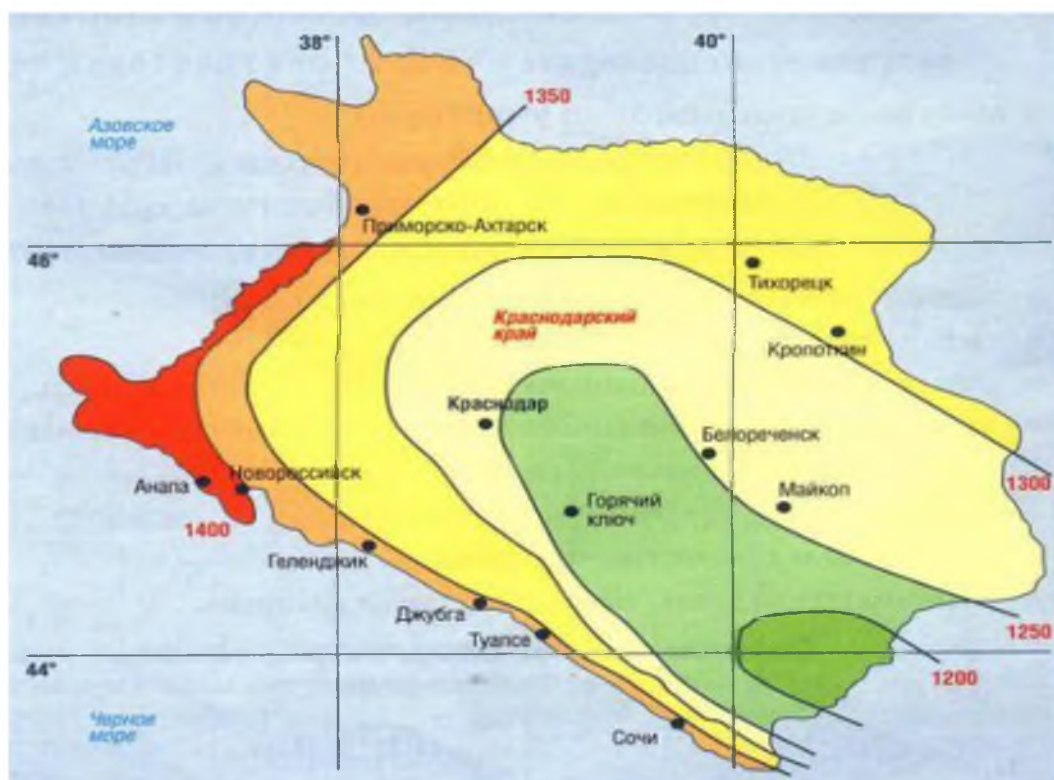 38°
40°
1350
Азовское
море
Приморско-Ахтарск
46°
Тихорецк
Краснодарский
край
Кропоткин
Краснодар
Белореченск
Анапа
Новороссийск
Горячий
ключ
Майкоп
1300
1400
Геленджик
Джубга
Туапсе
1250
44°
1200
Черное
море
Сочи